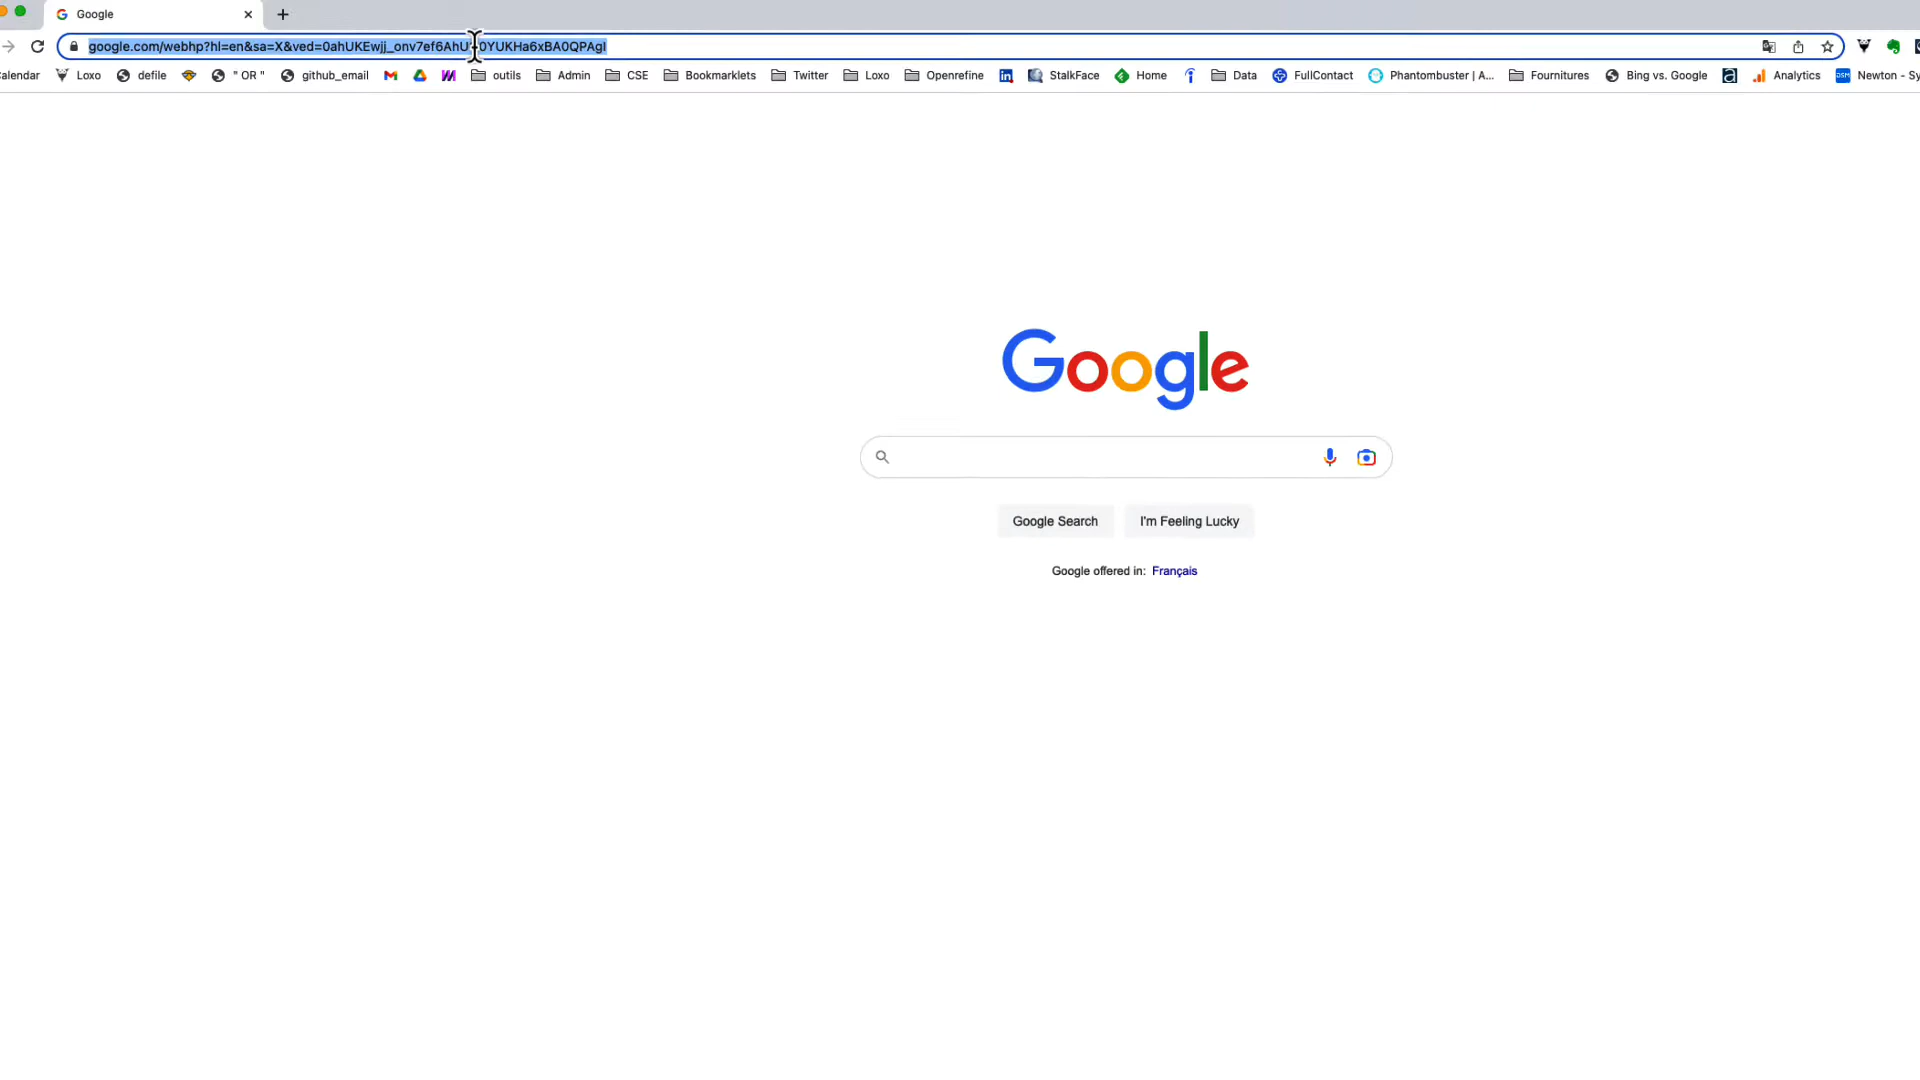 Google
google.com/webhp?hl=en&sa=X&ved=0ahUKEwjj_onv7ef6AhU 0YUKHa6xBA0QPAgI
alendar Loxo defile " OR " github_email outils Admin CSE Bookmarklets Twitter Loxo Openrefine StalkFace Home Data FullContact Phantombuster | A... Fournitures Bing vs. Google Analytics Newton - Sy
Google
Google Search I'm Feeling Lucky
Google offered in: Français